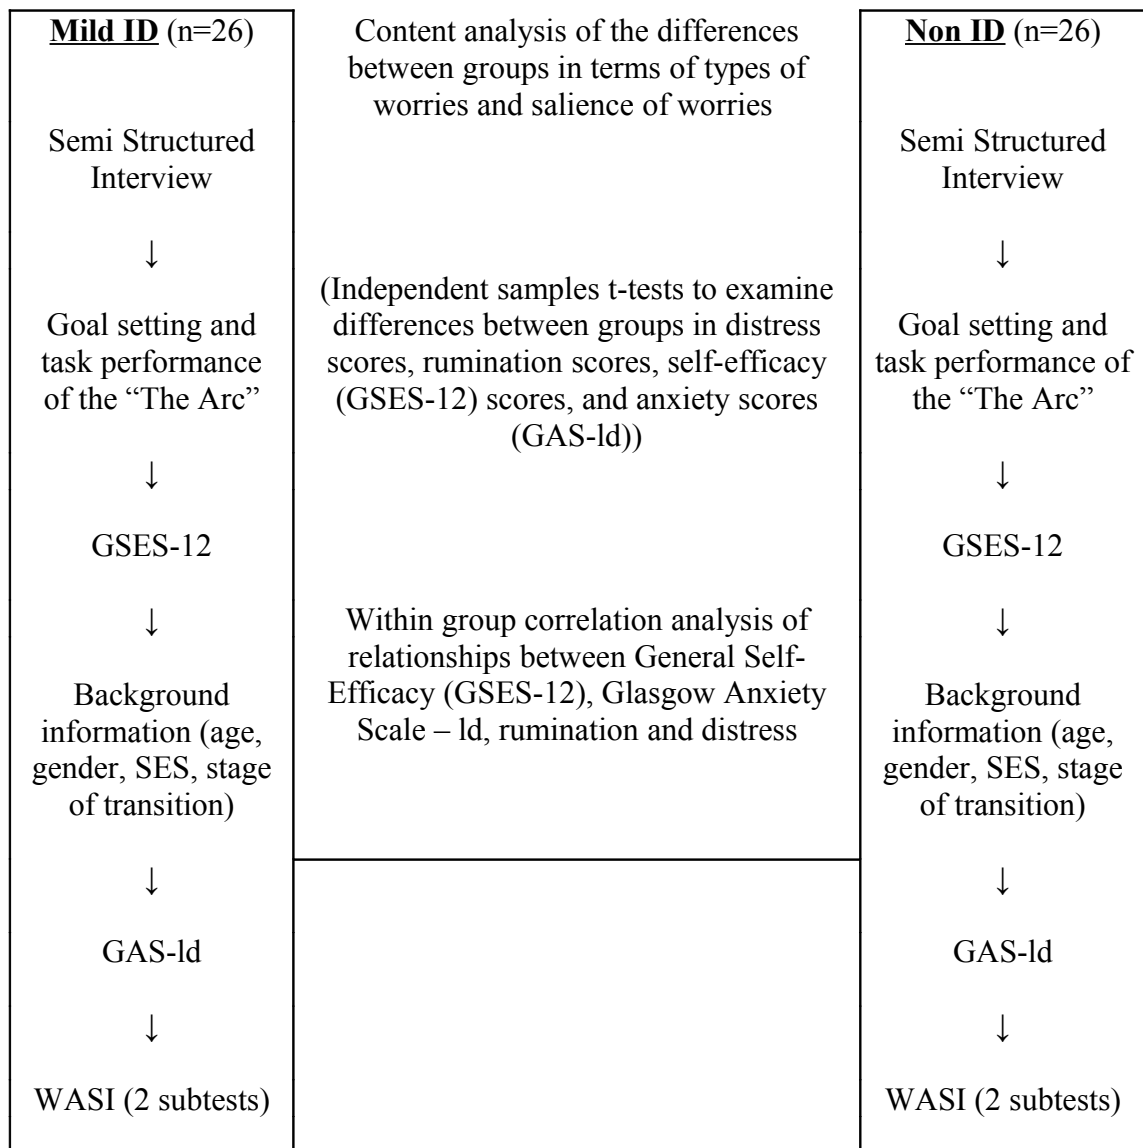 Mild ID (n=26)
Semi Structured
Interview
↓
Goal setting and
task performance
of the “The Arc”
↓
GSES-12
↓
Background
information (age,
gender, SES, stage
of transition)
↓
GAS-ld
↓
WASI (2 subtests)
Content analysis of the differences
between groups in terms of types of
worries and salience of worries
(Independent samples t-tests to examine
differences between groups in distress
scores, rumination scores, self-efficacy
(GSES-12) scores, and anxiety scores
(GAS-ld))
Within group correlation analysis of
relationships between General Self-
Efficacy (GSES-12), Glasgow Anxiety
Scale – ld, rumination and distress
Non ID (n=26)
Semi Structured
Interview
↓
Goal setting and
task performance of
the “The Arc”
↓
GSES-12
↓
Background
information (age,
gender, SES, stage
of transition)
↓
GAS-ld
↓
WASI (2 subtests)